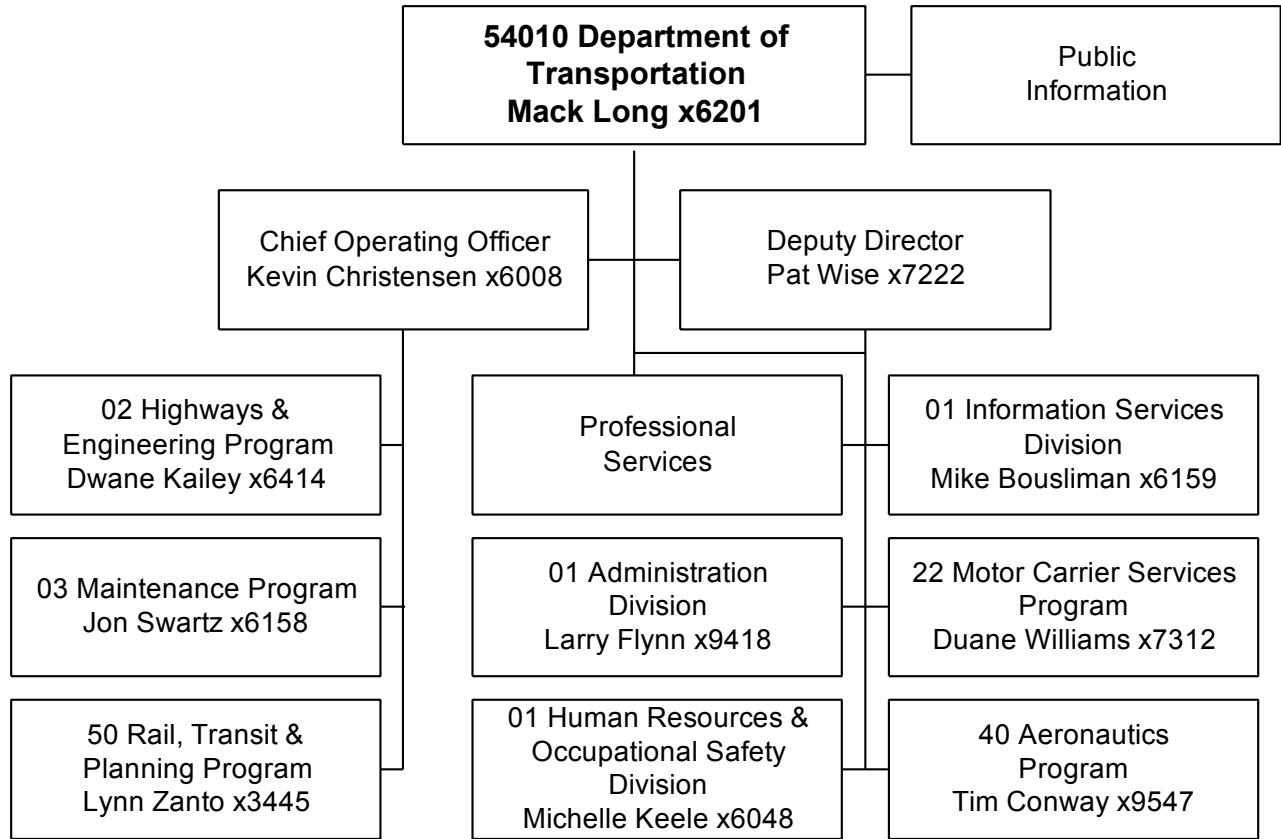 54010 Department of
Transportation
Mack Long x6201
Public
Information
Chief Operating Officer
Kevin Christensen x6008
Deputy Director
Pat Wise x7222
02 Highways &
Engineering Program
Dwane Kailey x6414
Professional
Services
01 Information Services
Division
Mike Bousliman x6159
03 Maintenance Program
Jon Swartz x6158
01 Administration
Division
Larry Flynn x9418
22 Motor Carrier Services
Program
Duane Williams x7312
50 Rail, Transit &
Planning Program
Lynn Zanto x3445
01 Human Resources &
Occupational Safety
Division
Michelle Keele x6048
40 Aeronautics
Program
Tim Conway x9547